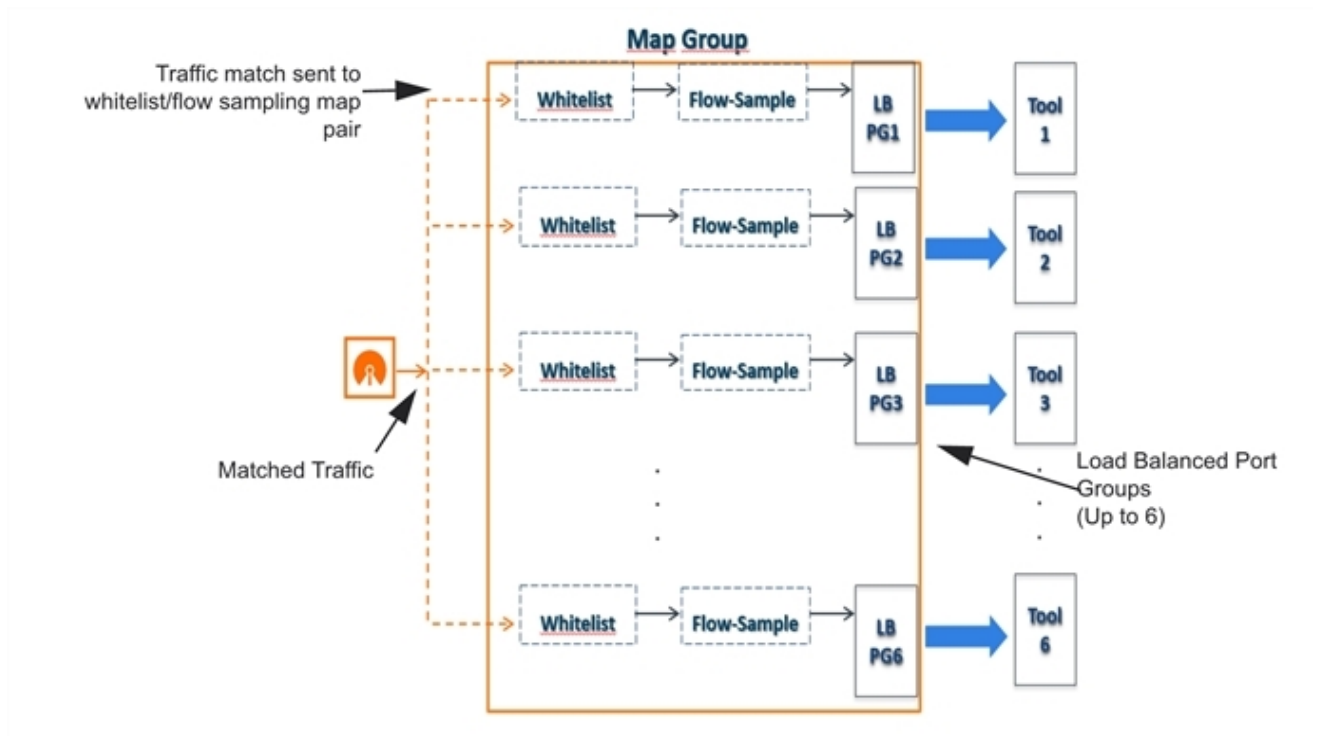 Map Group
Traffic match sent to
whitelist/flow sampling map
pair
Whitelist
Flow-Sample
LB
PG1
Tool
1
Whitelist
Flow-Sample
LB
PG2
Tool
2
Whitelist
Flow-Sample
LB
PG3
Tool
3
Matched Traffic
Load Balanced Port
Groups
(Up to 6)
Whitelist
Flow-Sample
LB
PG6
Tool
6